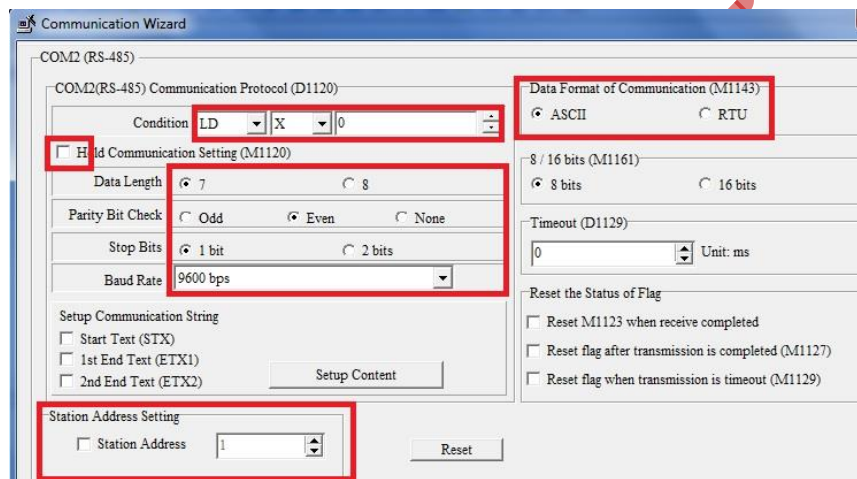 Communication Wizard
COM2 (RS-485)
COM2(RS-485) Communication Protocol (D1120)
Condition LD X 0
Hold Communication Setting (M1120)
Data Length 7 8
Parity Bit Check Odd Even None
Stop Bits 1 bit 2 bits
Baud Rate 9600 bps
Setup Communication String
Start Text (STX)
1st End Text (ETX1)
2nd End Text (ETX2)
Setup Content
Station Address Setting
Station Address 1
Reset
Data Format of Communication (M1143)
ASCII RTU
8 / 16 bits (M1161)
8 bits 16 bits
Timeout (D1129)
0 Unit: ms
Reset the Status of Flag
Reset M1123 when receive completed
Reset flag after transmission is completed (M1127)
Reset flag when transmission is timeout (M1129)